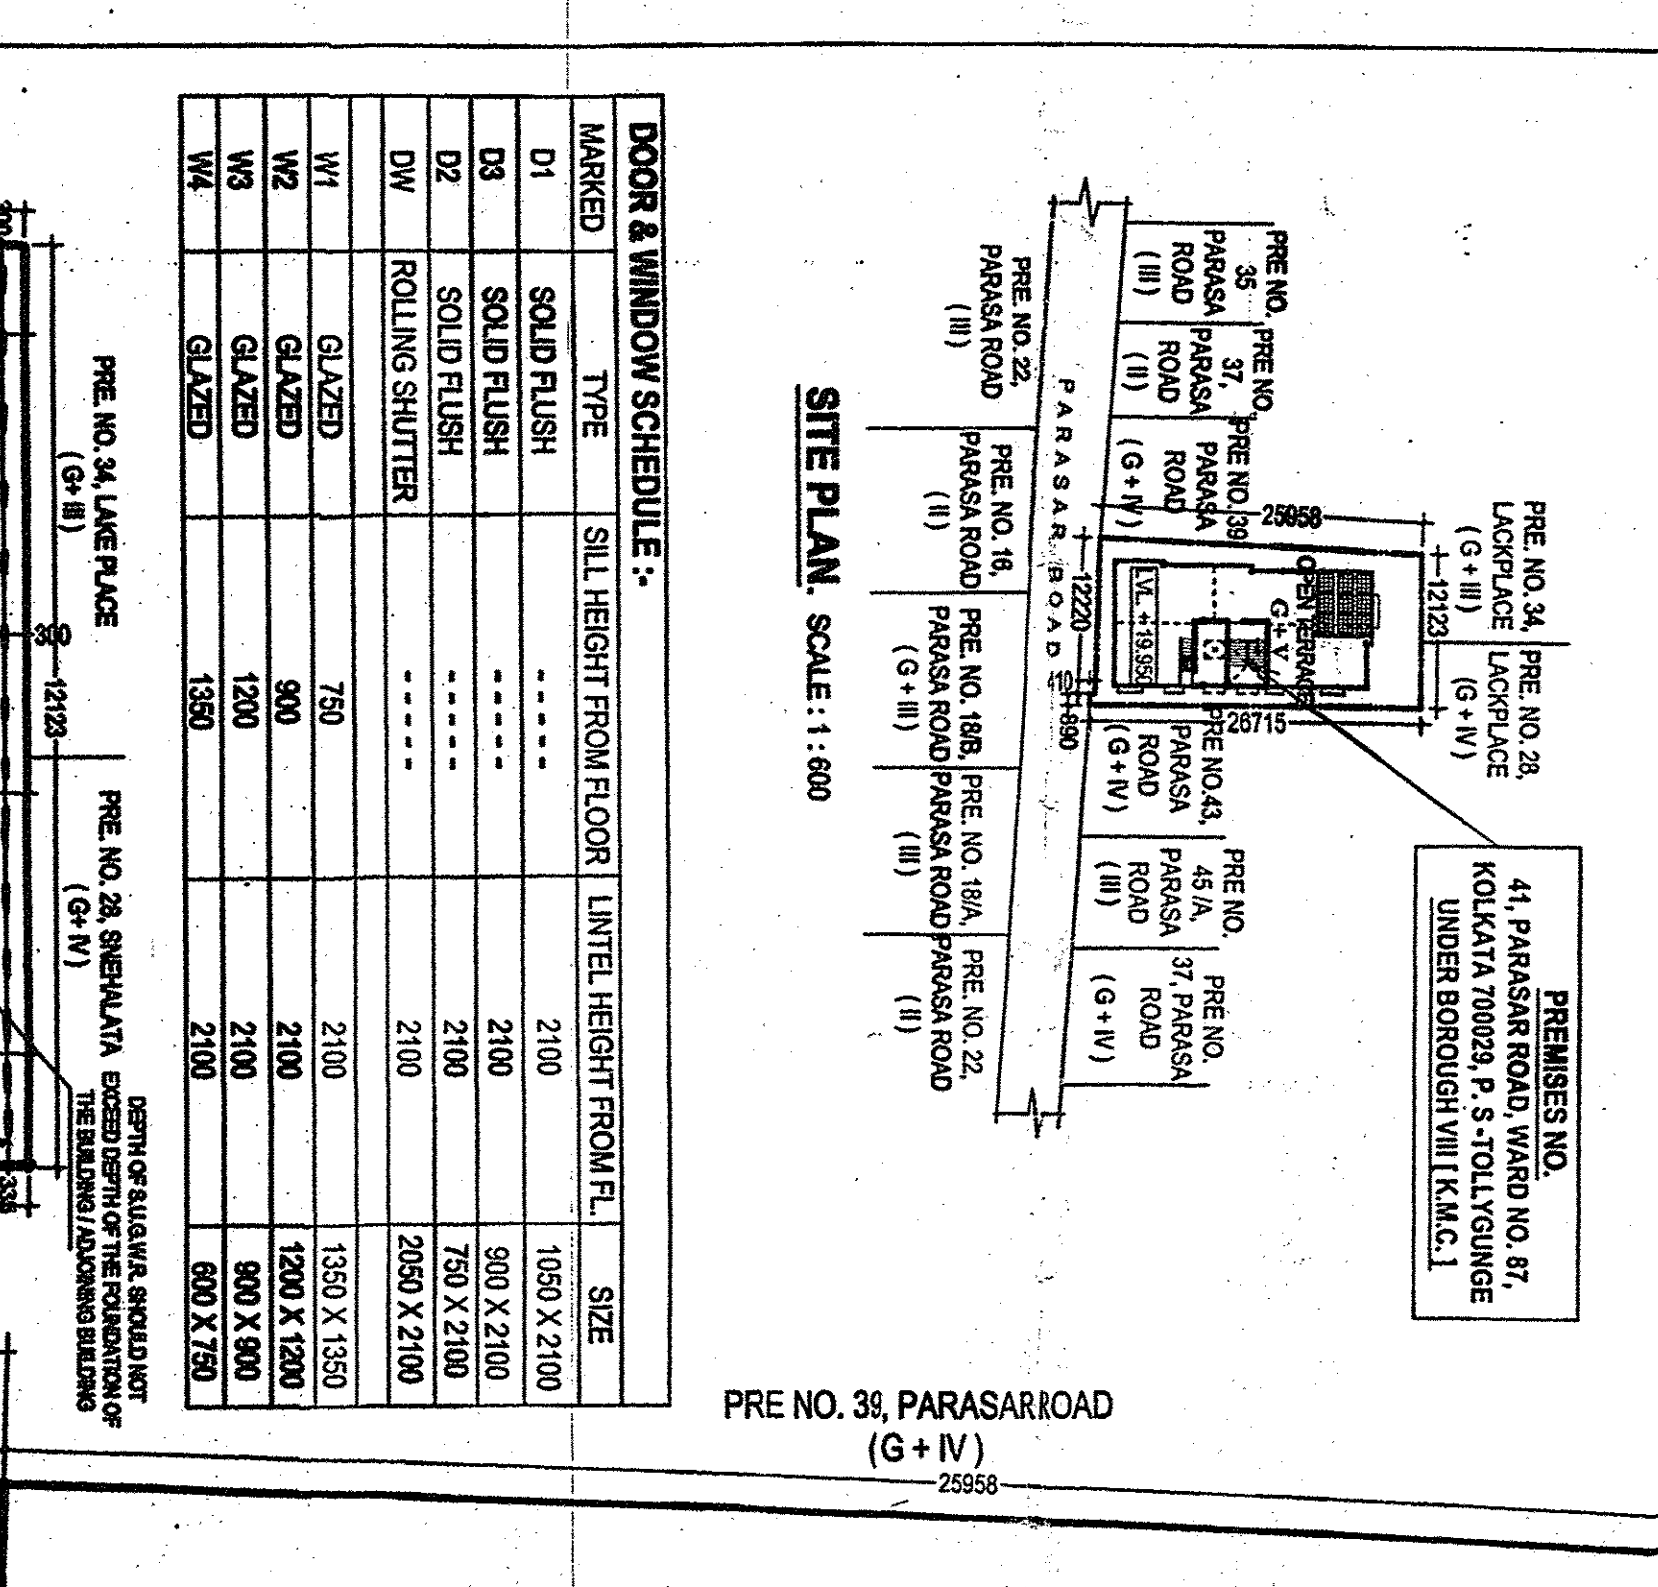 PREMISES NO.
41, PARASAR ROAD, WARD NO. 87,
KOLKATA 700029, P. S -TOLLYGUNGE
UNDER BOROUGH VIII [ K.M.C. ]
PRE. NO. 34,
LACKPLACE
( G + III )
PRE. NO. 28,
LACKPLACE
(G + IV )
12123
25958
26715
OPEN TERRACE
G + V
LVL. +19.950
12220
410
890
PRE NO.
35
PARASA
ROAD
( III )
PRE NO.
37,
PARASA
ROAD
( II )
PRE NO. 39
PARASA
ROAD
( G + IV )
PRE NO.43,
PARASA
ROAD
( G + IV )
PRE NO.
45 /A,
PARASA
ROAD
( III )
PRE NO.
37, PARASA
ROAD
( G + IV )
PARASAR ROAD
PRE. NO. 22,
PARASA ROAD
( III )
PRE. NO. 16,
PARASA ROAD
( II )
PRE. NO. 18/B,
PARASA ROAD
( G + III )
PRE. NO. 18/A,
PARASA ROAD
( III )
PRE. NO. 22,
PARASA ROAD
( II )
SITE PLAN. SCALE : 1 : 600
DOOR & WINDOW SCHEDULE :-
MARKED TYPE SILL HEIGHT FROM FLOOR LINTEL HEIGHT FROM FL. SIZE
D1 SOLID FLUSH - - - - - 2100 1050 X 2100
D3 SOLID FLUSH - - - - - 2100 900 X 2100
D2 SOLID FLUSH - - - - - 2100 750 X 2100
DW ROLLING SHUTTER - - - - - 2100 2050 X 2100
W1 GLAZED 750 2100 1350 X 1350
W2 GLAZED 900 2100 1200 X 1200
W3 GLAZED 1200 2100 900 X 900
W4 GLAZED 1350 2100 600 X 750
PRE. NO. 34, LAKE PLACE
( G+ III )
PRE. NO. 28, SNEHALATA
( G+ IV )
DEPTH OF S.U.G.W.R. SHOULD NOT
EXCEED DEPTH OF THE FOUNDATION OF
THE BUILDING / ADJOINING BUILDING
12123
300
335
PRE NO. 39, PARASAR ROAD
(G + IV )
25958